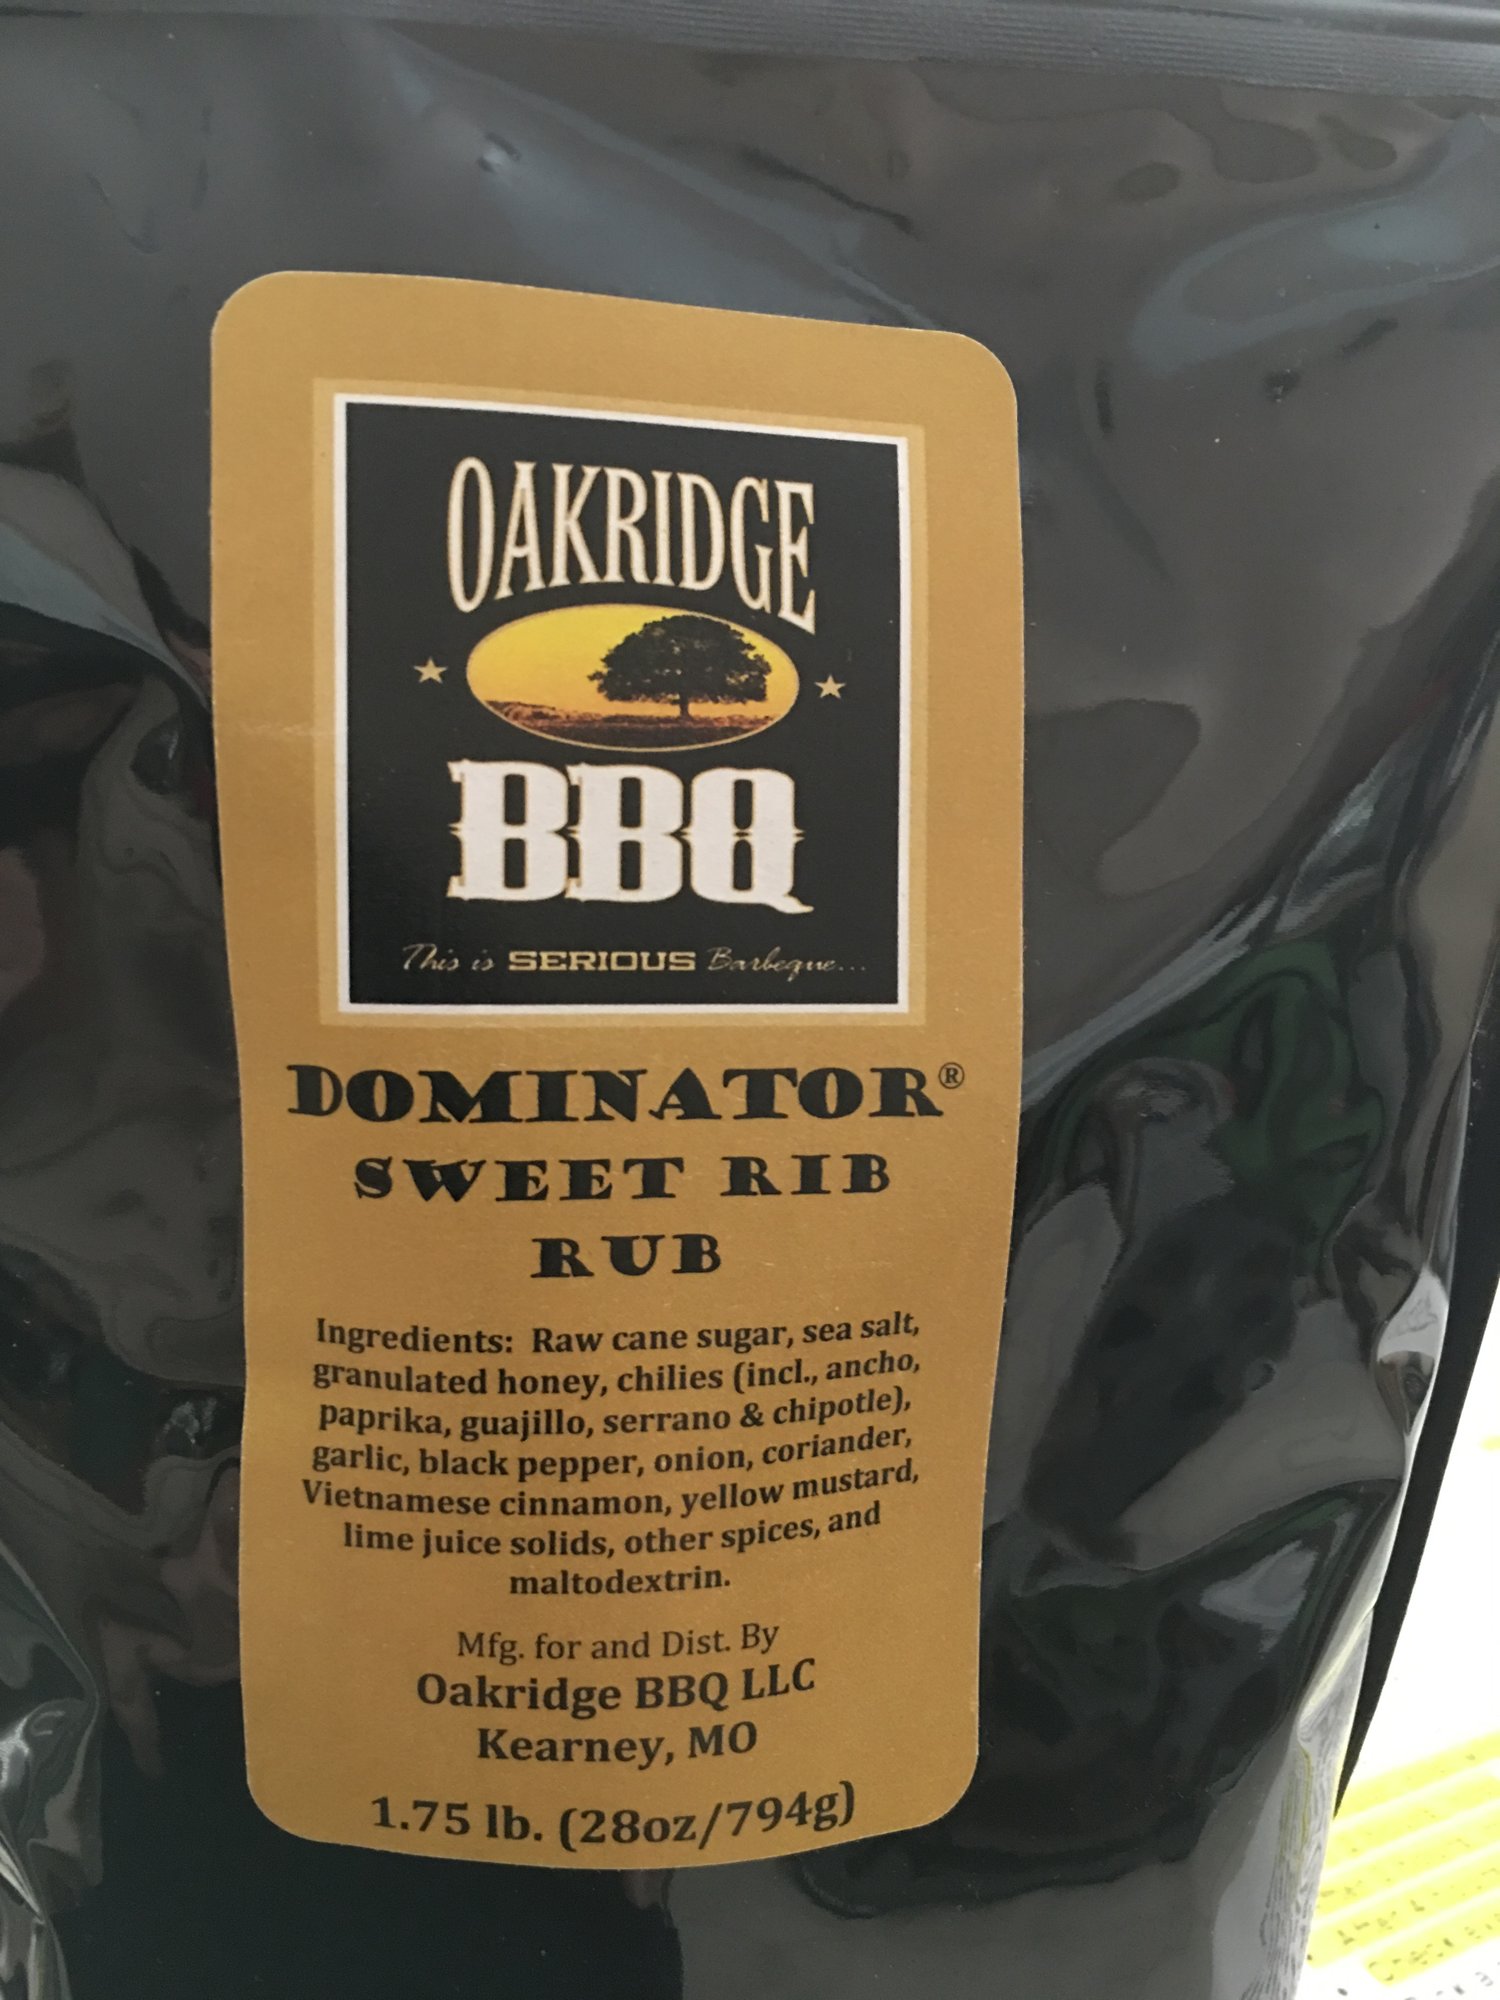 OAKRIDGE
BBQ
This is SERIOUS Barbeque...
DOMINATOR®
SWEET RIB
RUB
Ingredients: Raw cane sugar, sea salt,
granulated honey, chilies (incl., ancho,
paprika, guajillo, serrano & chipotle),
garlic, black pepper, onion, coriander,
Vietnamese cinnamon, yellow mustard,
lime juice solids, other spices, and
maltodextrin.
Mfg. for and Dist. By
Oakridge BBQ LLC
Kearney, MO
1.75 lb. (28oz/794g)